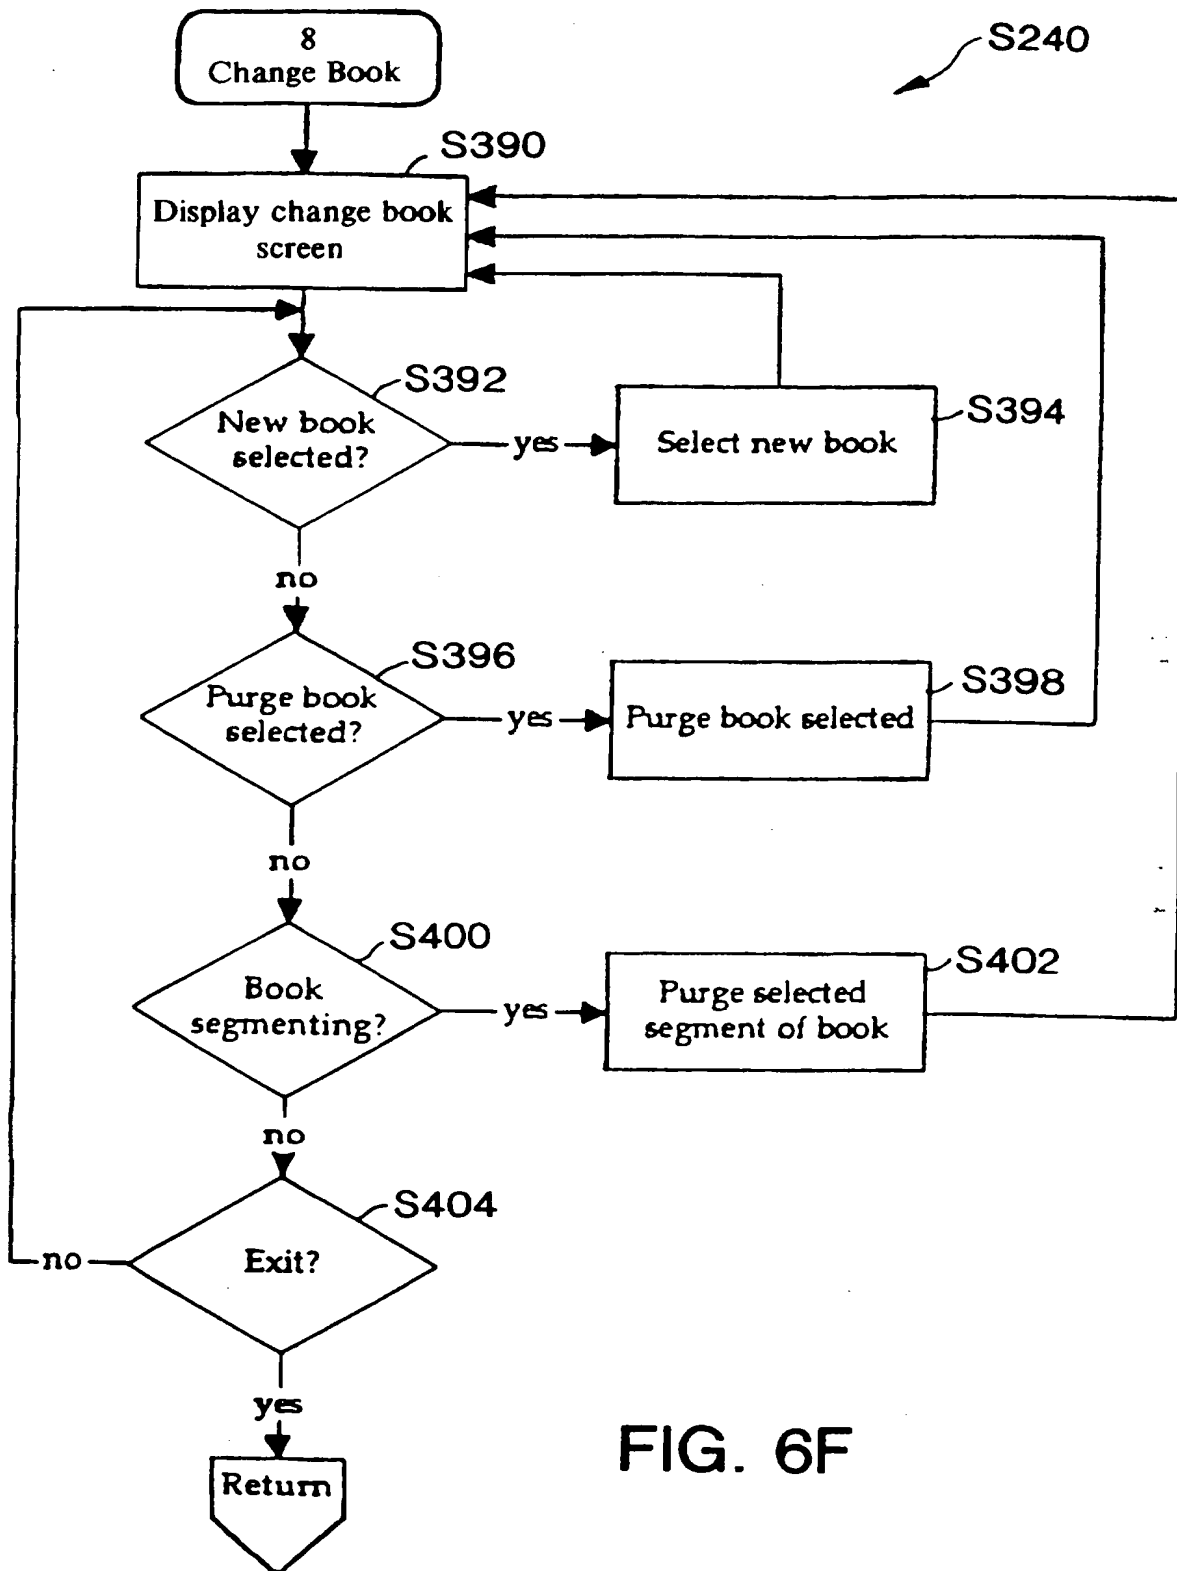 8
Change Book
S240
S390
Display change book
screen
S392
New book
selected?
yes
S394
Select new book
no
S396
Purge book
selected?
yes
S398
Purge book selected
no
S400
Book
segmenting?
yes
S402
Purge selected
segment of book
no
S404
Exit?
no
yes
Return
FIG. 6F